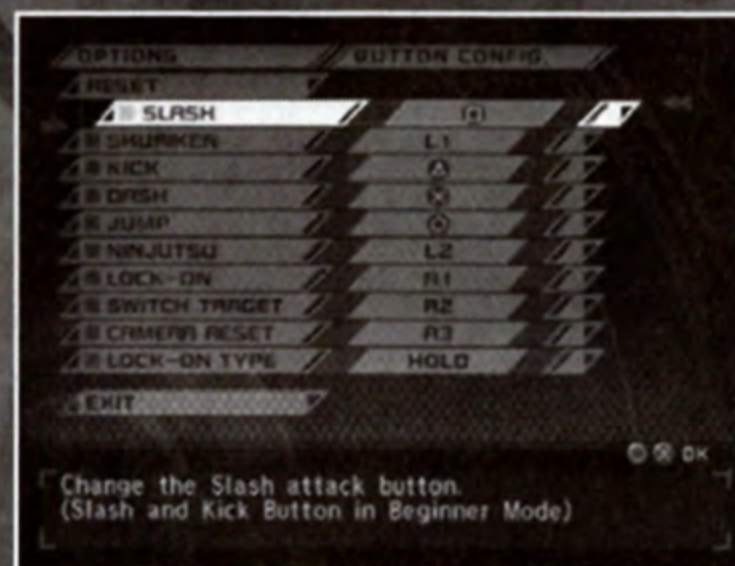 OPTIONS BUTTON CONFIG.
RESET
SLASH
SHURIKEN L1
KICK
DASH
JUMP
NINJUTSU L2
LOCK-ON R1
SWITCH TARGET R2
CAMERA RESET R3
LOCK-ON TYPE HOLD
EXIT
OK
Change the Slash attack button.
(Slash and Kick Button in Beginner Mode)